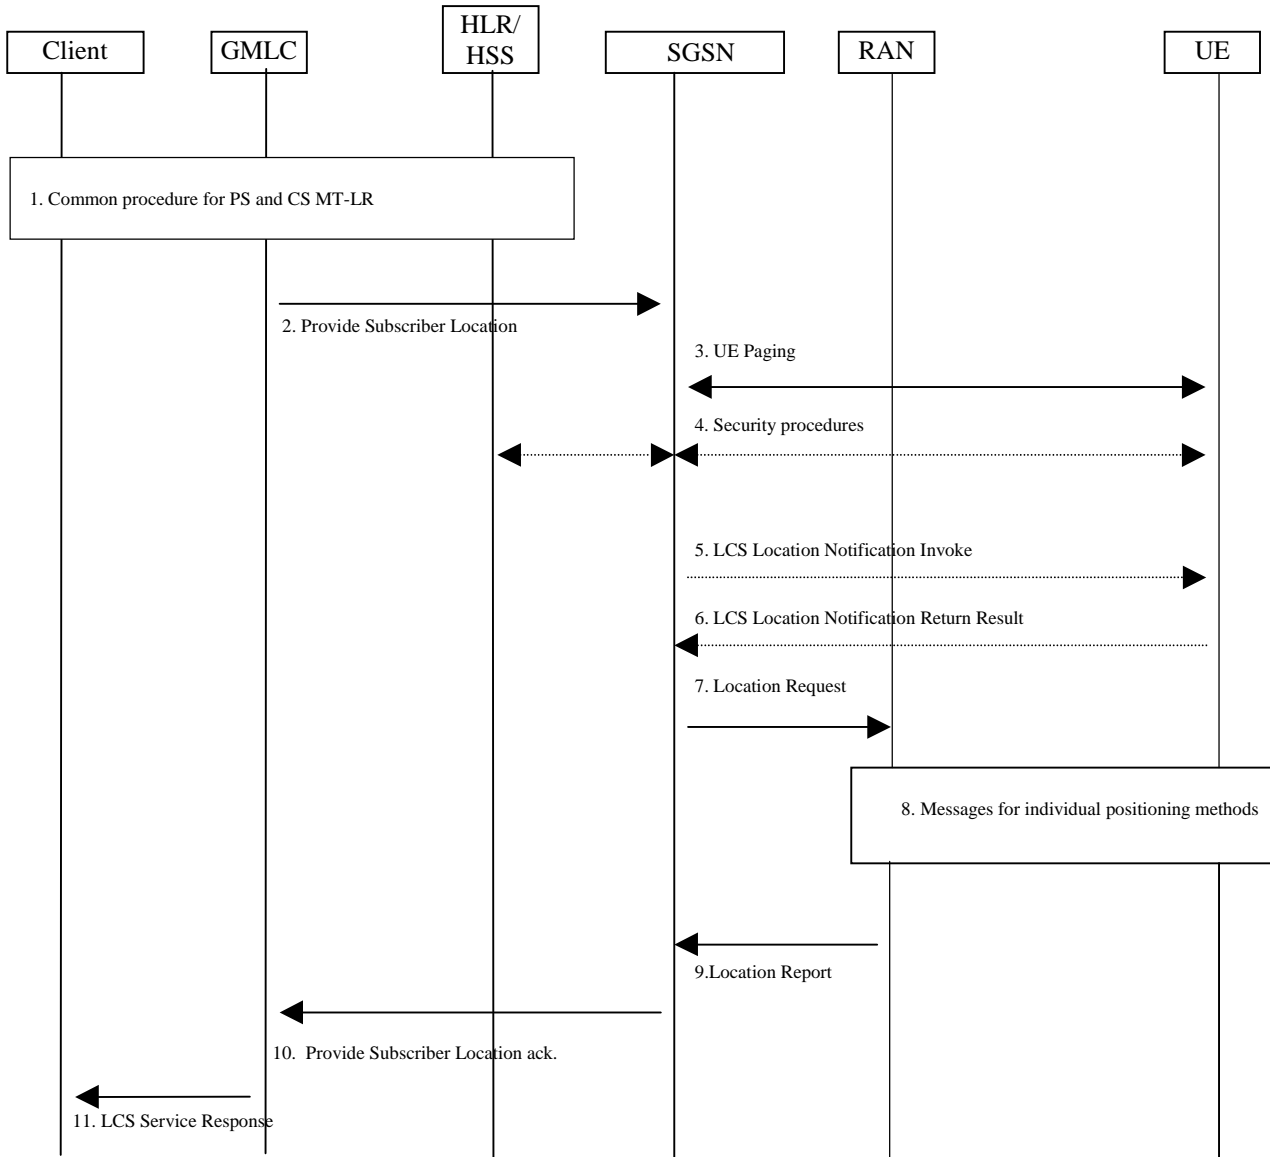 Client
GMLC
HLR/
HSS
SGSN
RAN
UE
1. Common procedure for PS and CS MT-LR
2. Provide Subscriber Location
3. UE Paging
4. Security procedures
5. LCS Location Notification Invoke
6. LCS Location Notification Return Result
7. Location Request
8. Messages for individual positioning methods
9.Location Report
10.  Provide Subscriber Location ack.
11. LCS Service Response